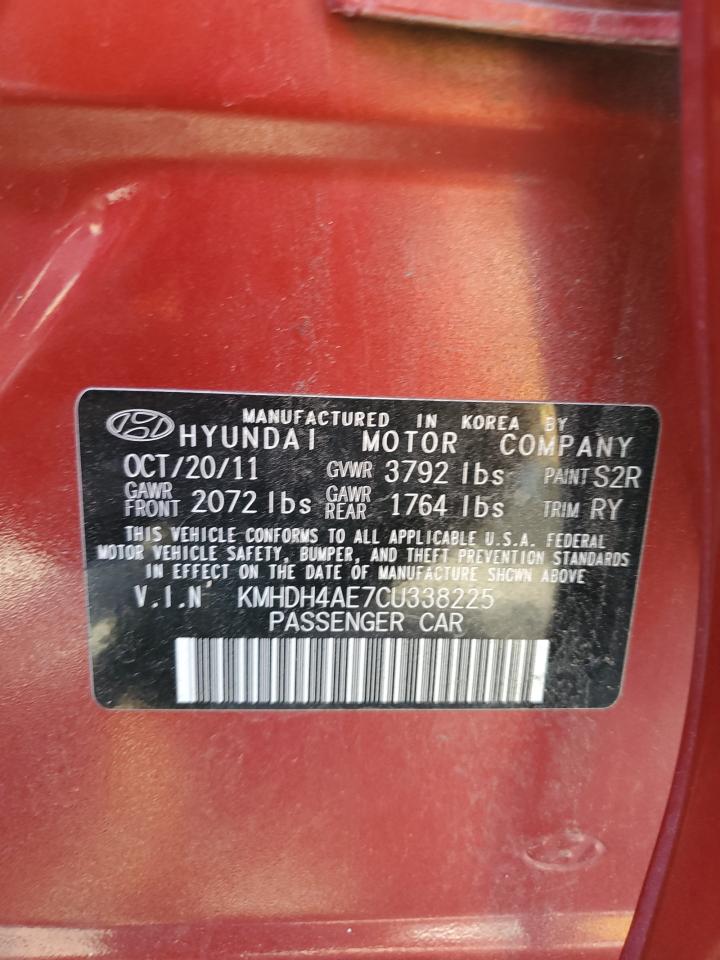 MANUFACTURED IN KOREA BY
HYUNDAI MOTOR COMPANY
OCT/20/11 GVWR 3792 lbs PAINT S2R
GAWR FRONT 2072 lbs GAWR REAR 1764 lbs TRIM RY
THIS VEHICLE CONFORMS TO ALL APPLICABLE U.S.A. FEDERAL
MOTOR VEHICLE SAFETY, BUMPER, AND THEFT PREVENTION STANDARDS
IN EFFECT ON THE DATE OF MANUFACTURE SHOWN ABOVE
V.I.N KMHDH4AE7CU338225
PASSENGER CAR